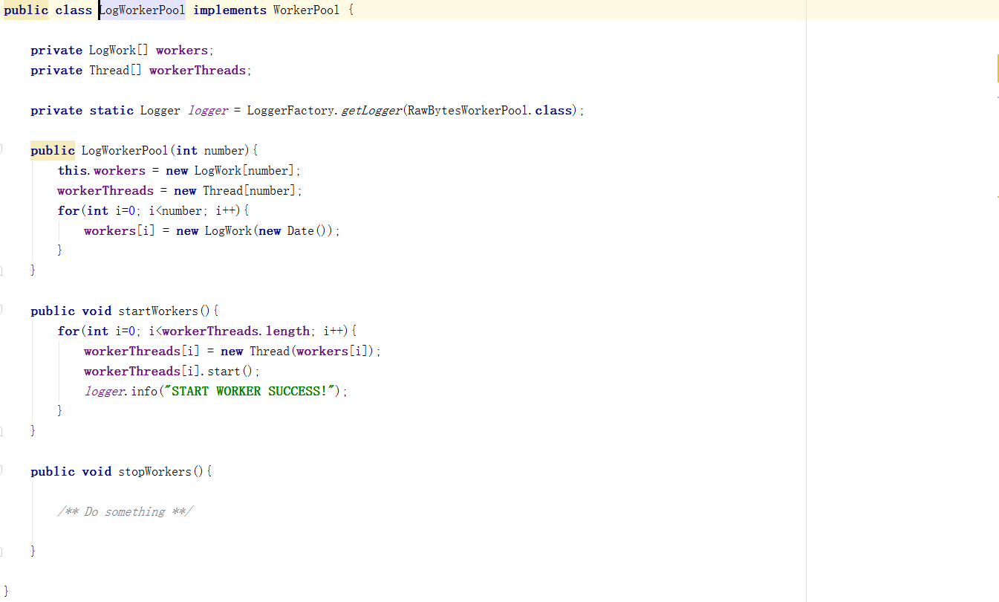 public class LogWorkerPool implements WorkerPool {
private LogWork[] workers;
private Thread[] workerThreads;
private static Logger logger = LoggerFactory.getLogger(RawBytesWorkerPool.class);
public LogWorkerPool(int number){
this.workers = new LogWork[number];
workerThreads = new Thread[number];
for(int i=0; i<number; i++){
workers[i] = new LogWork(new Date());
}
}
public void startWorkers(){
for(int i=0; i<workerThreads.length; i++){
workerThreads[i] = new Thread(workers[i]);
workerThreads[i].start();
logger.info("START WORKER SUCCESS!");
}
}
public void stopWorkers(){
/** Do something **/
}
}